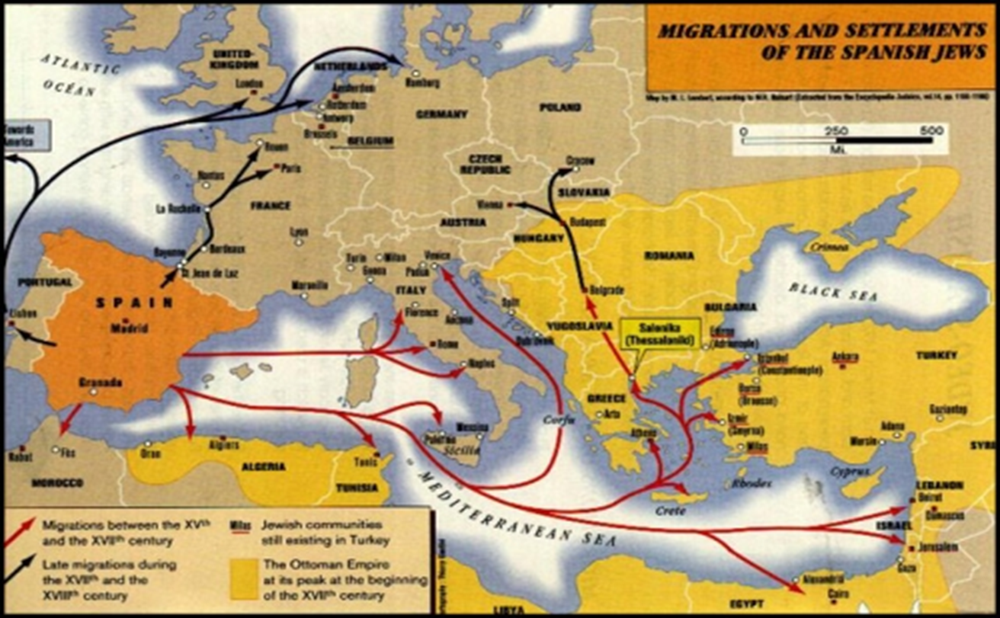 MIGRATIONS AND SETTLEMENTS
OF THE SPANISH JEWS
0 250 500
Mi.
ATLANTIC
OCÉAN
Towards
America
UNITED-
KINGDOM
London
NETHERLANDS
Amsterdam
Rotterdam
Antwerp
Brussels
BELGIUM
Hamburg
GERMANY
POLAND
CZECH
REPUBLIC
Cracow
SLOVAKIA
Vienna
AUSTRIA
Budapest
HUNGARY
ROMANIA
Crimea
BLACK SEA
Rouen
Paris
Nantes
La Rochelle
FRANCE
Lyon
Bayonne
Bordeaux
St Jean de Luz
Marseille
Turin
Milan
Genoa
Padua
Venice
ITALY
Florence
Ancona
Rome
Naples
Split
Dubrovnik
Belgrade
YUGOSLAVIA
BULGARIA
Salonika
(Thessaloniki)
Edirne
(Adrianople)
Istanbul
(Constantinople)
Bursa
(Brousse)
Ankara
TURKEY
Izmir
(Smyrna)
Milas
GREECE
Arta
Athens
Corfu
PORTUGAL
Lisbon
SPAIN
Madrid
Granada
Rabat
Fès
MOROCCO
Oran
Algiers
ALGERIA
Tunis
TUNISIA
Palermo
Messina
Sicilia
MEDITERRANEAN SEA
Crete
Rhodes
Cyprus
Mersin
Adana
Gaziantep
SYRI
LEBANON
Beirut
Damascus
ISRAEL
Jerusalem
Gaza
Alexandria
Cairo
EGYPT
LIBYA
Migrations between the XVth
and the XVIIth century
Late migrations during
the XVIIth and the
XVIIIth century
Milas Jewish communities
still existing in Turkey
The Ottoman Empire
at its peak at the beginning
of the XVIIth century